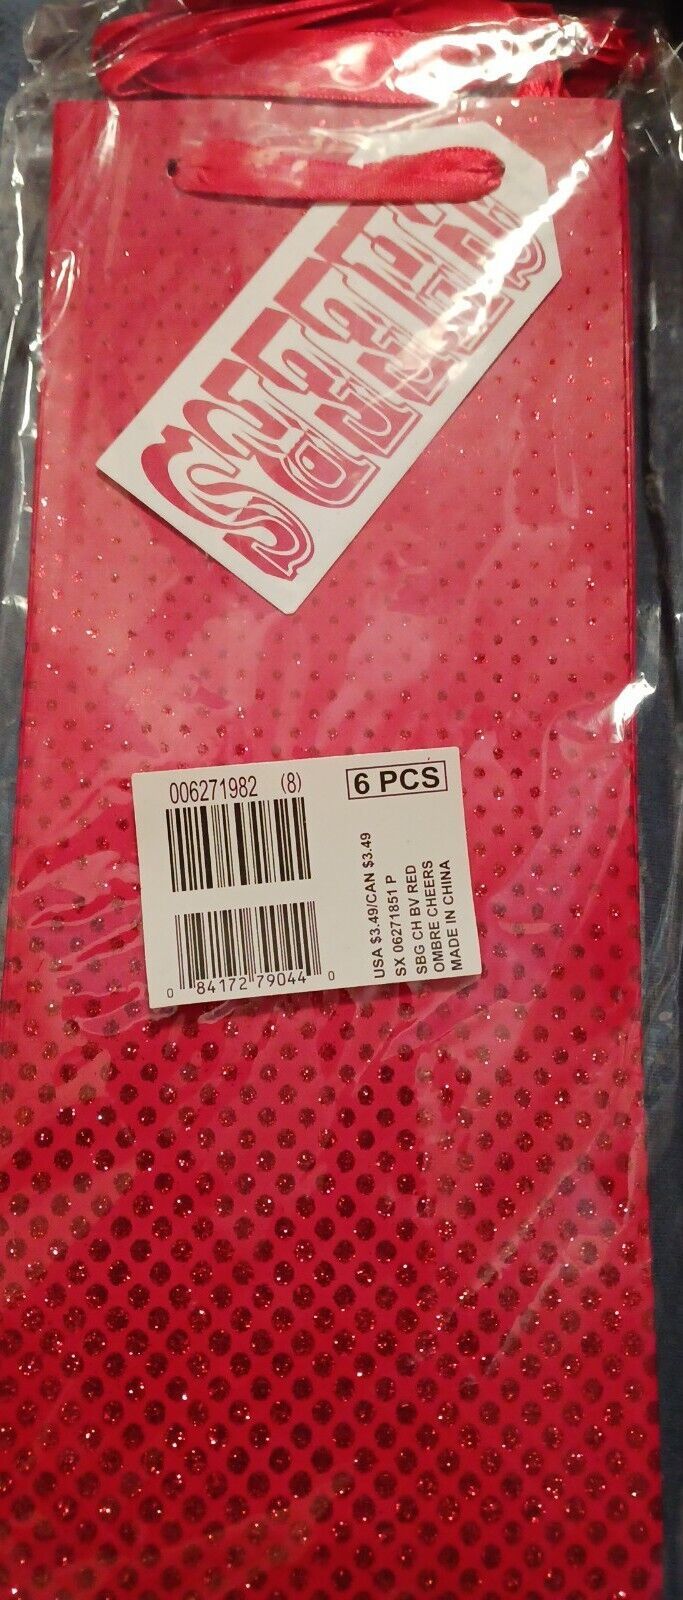 CHEERS
006271982 (8)
6 PCS
0 84172 79044 0
USA $3.49/CAN $3.49
SX 06271851 P
SBG CH BV RED
OMBRE CHEERS
MADE IN CHINA